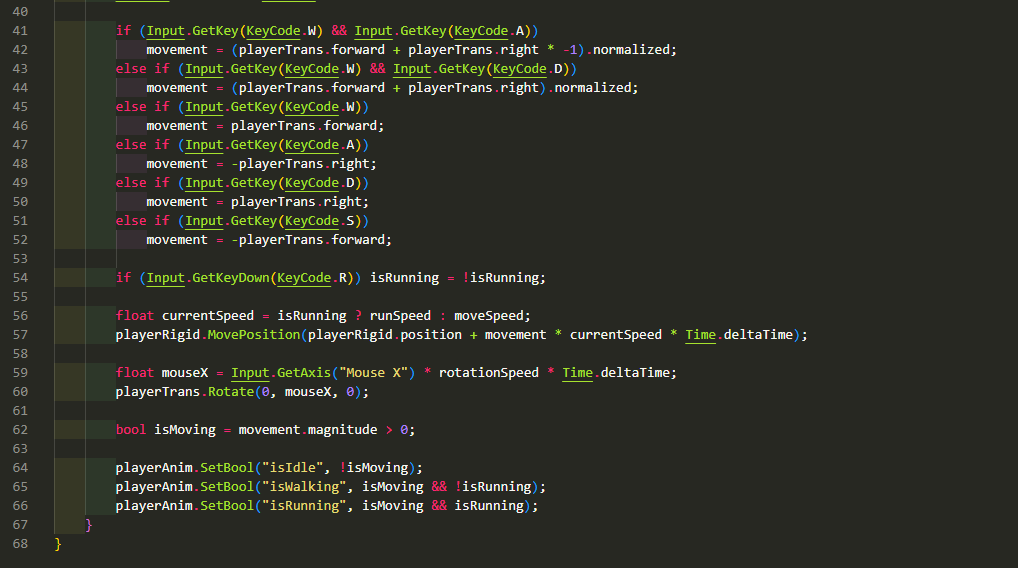 40
41 if (Input.GetKey(KeyCode.W) && Input.GetKey(KeyCode.A))
42 movement = (playerTrans.forward + playerTrans.right * -1).normalized;
43 else if (Input.GetKey(KeyCode.W) && Input.GetKey(KeyCode.D))
44 movement = (playerTrans.forward + playerTrans.right).normalized;
45 else if (Input.GetKey(KeyCode.W))
46 movement = playerTrans.forward;
47 else if (Input.GetKey(KeyCode.A))
48 movement = -playerTrans.right;
49 else if (Input.GetKey(KeyCode.D))
50 movement = playerTrans.right;
51 else if (Input.GetKey(KeyCode.S))
52 movement = -playerTrans.forward;
53
54 if (Input.GetKeyDown(KeyCode.R)) isRunning = !isRunning;
55
56 float currentSpeed = isRunning ? runSpeed : moveSpeed;
57 playerRigid.MovePosition(playerRigid.position + movement * currentSpeed * Time.deltaTime);
58
59 float mouseX = Input.GetAxis("Mouse X") * rotationSpeed * Time.deltaTime;
60 playerTrans.Rotate(0, mouseX, 0);
61
62 bool isMoving = movement.magnitude > 0;
63
64 playerAnim.SetBool("isIdle", !isMoving);
65 playerAnim.SetBool("isWalking", isMoving && !isRunning);
66 playerAnim.SetBool("isRunning", isMoving && isRunning);
67 }
68 }